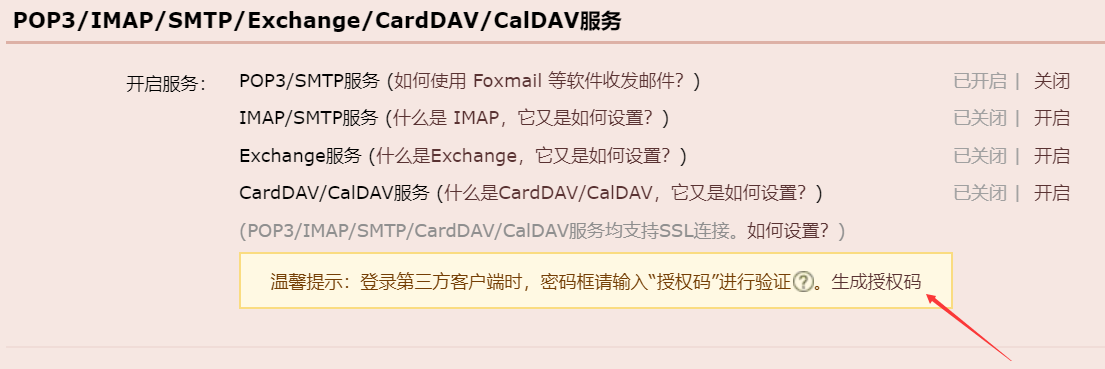 POP3/IMAP/SMTP/Exchange/CardDAV/CalDAV服务
开启服务： POP3/SMTP服务 (如何使用 Foxmail 等软件收发邮件？) 已开启 | 关闭
IMAP/SMTP服务 (什么是 IMAP，它又是如何设置？) 已关闭 | 开启
Exchange服务 (什么是Exchange，它又是如何设置？) 已关闭 | 开启
CardDAV/CalDAV服务 (什么是CardDAV/CalDAV，它又是如何设置？) 已关闭 | 开启
(POP3/IMAP/SMTP/CardDAV/CalDAV服务均支持SSL连接。如何设置？)
温馨提示：登录第三方客户端时，密码框请输入“授权码”进行验证?。生成授权码